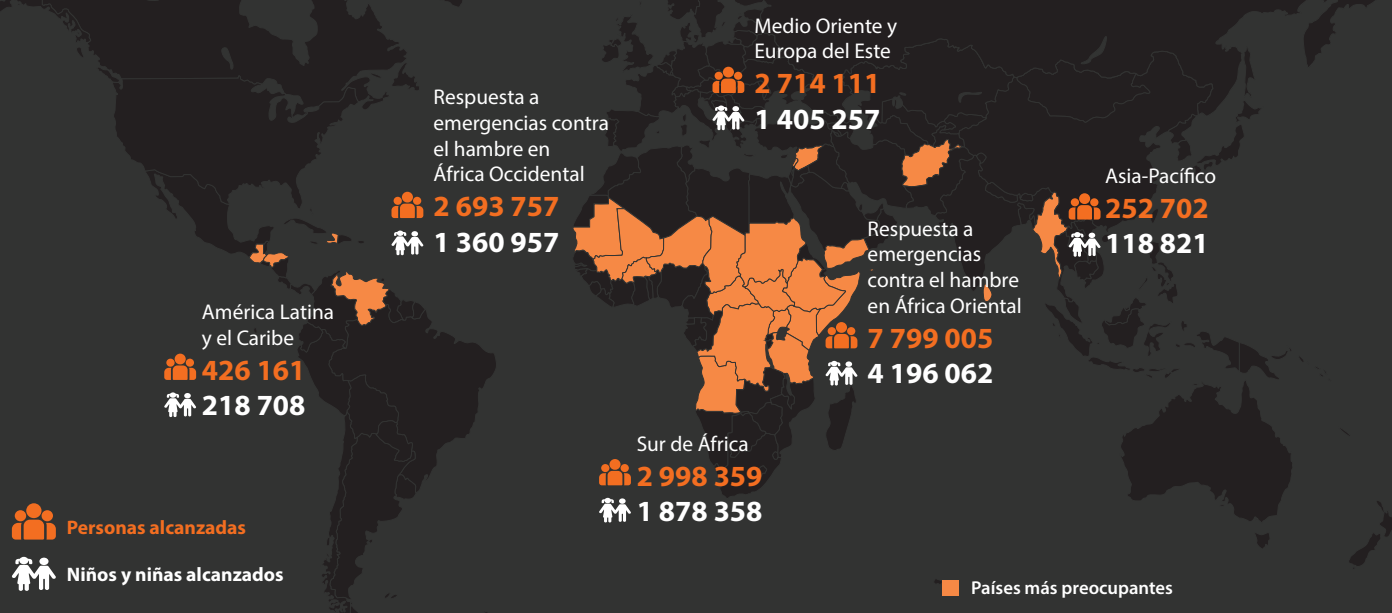 Medio Oriente y
Europa del Este
2 714 111
1 405 257
Respuesta a
emergencias contra
el hambre en
África Occidental
2 693 757
1 360 957
Asia-Pacífico
252 702
118 821
Respuesta a
emergencias
contra el hambre
en África Oriental
7 799 005
4 196 062
América Latina
y el Caribe
426 161
218 708
Sur de África
2 998 359
1 878 358
Personas alcanzadas
Niños y niñas alcanzados
Países más preocupantes